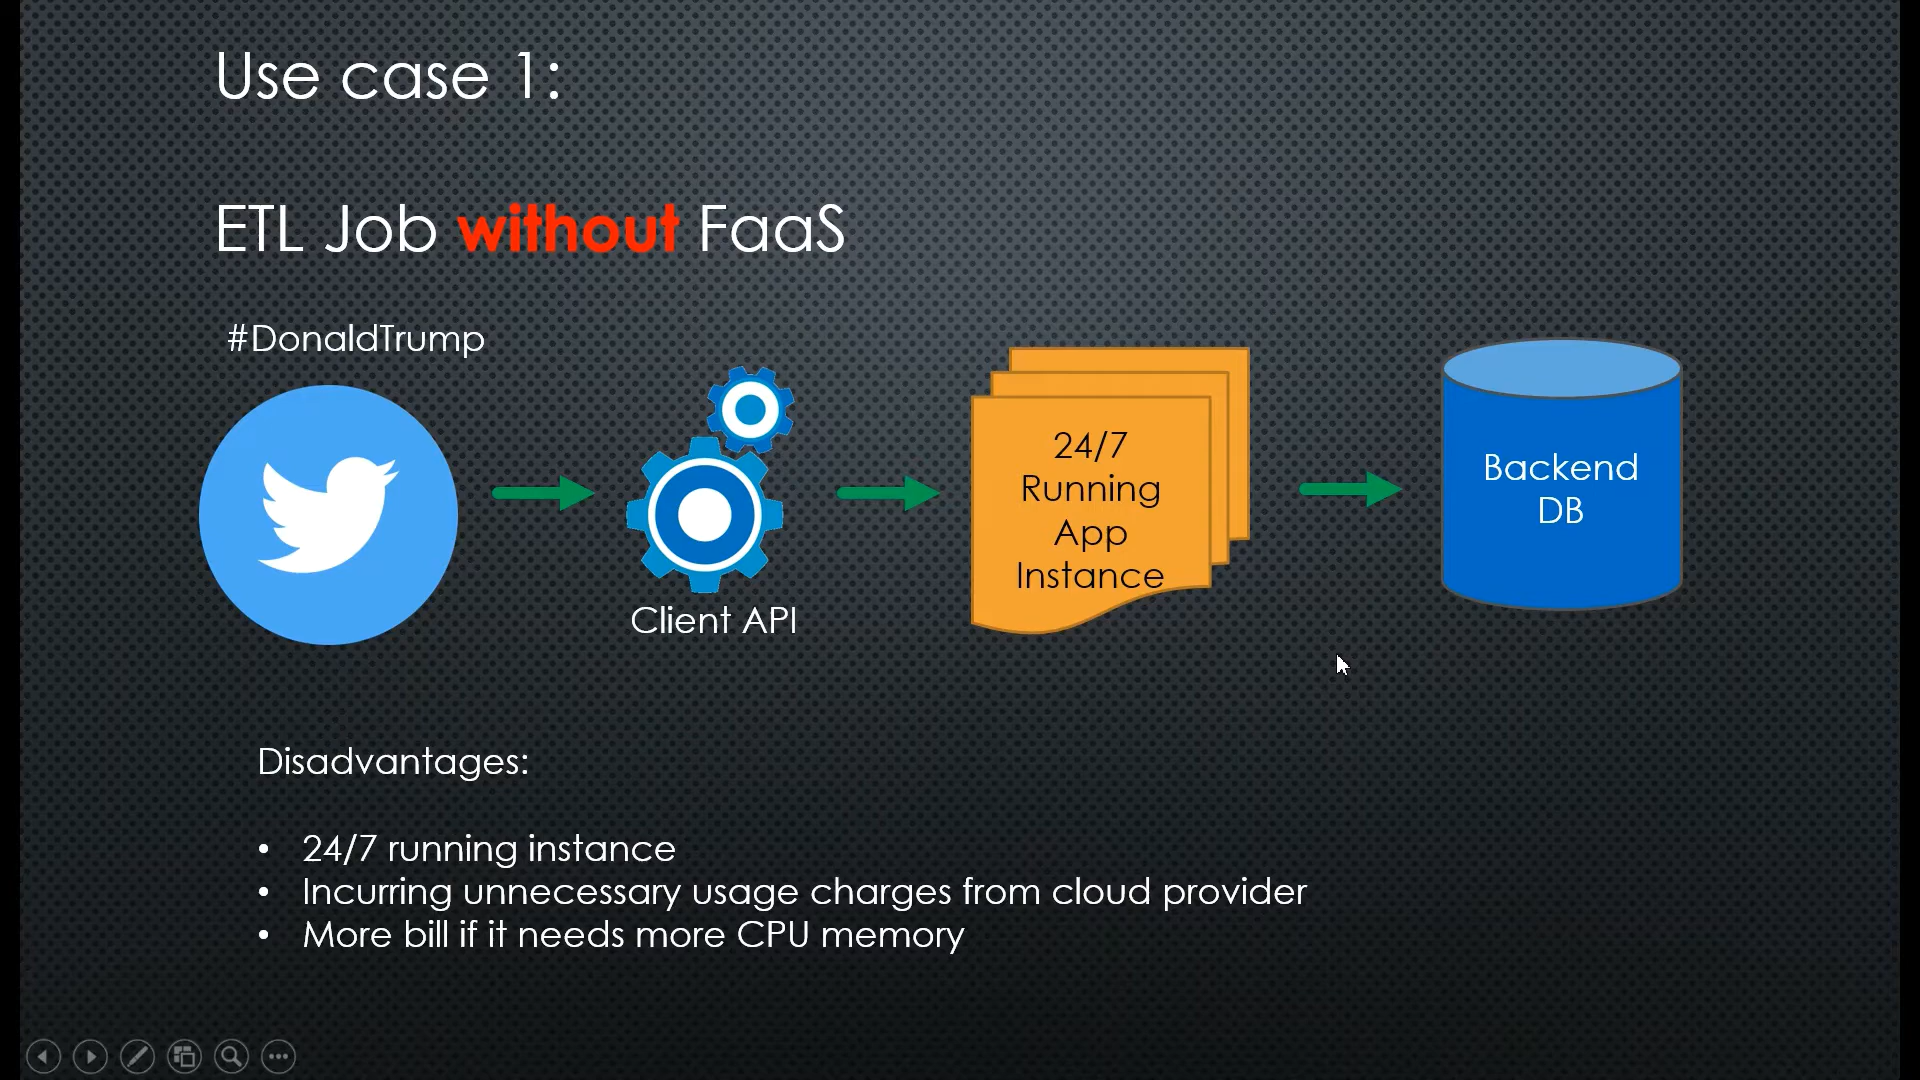 Use case 1:
ETL Job without FaaS
#DonaldTrump
Client API
24/7
Running
App
Instance
Backend
DB
Disadvantages:
• 24/7 running instance
• Incurring unnecessary usage charges from cloud provider
• More bill if it needs more CPU memory